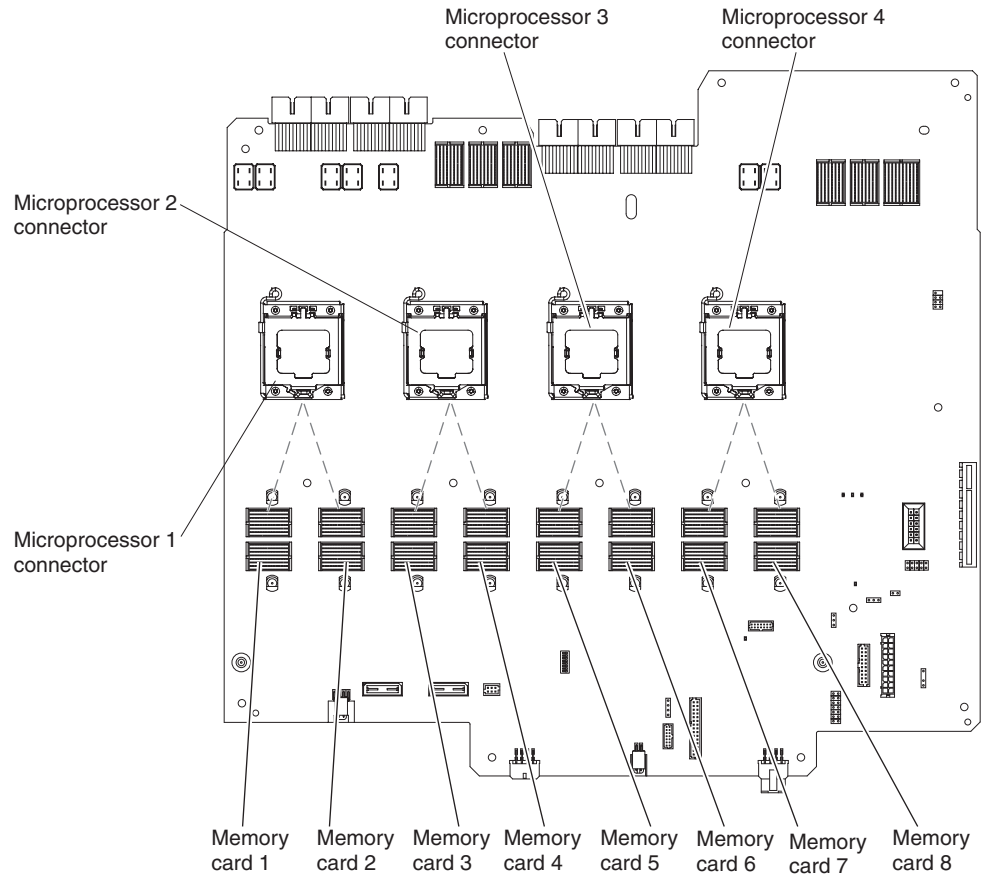 Microprocessor 3
connector
Microprocessor 4
connector
Microprocessor 2
connector
Microprocessor 1
connector
Memory
card 1
Memory
card 2
Memory
card 3
Memory
card 4
Memory
card 5
Memory
card 6
Memory
card 7
Memory
card 8